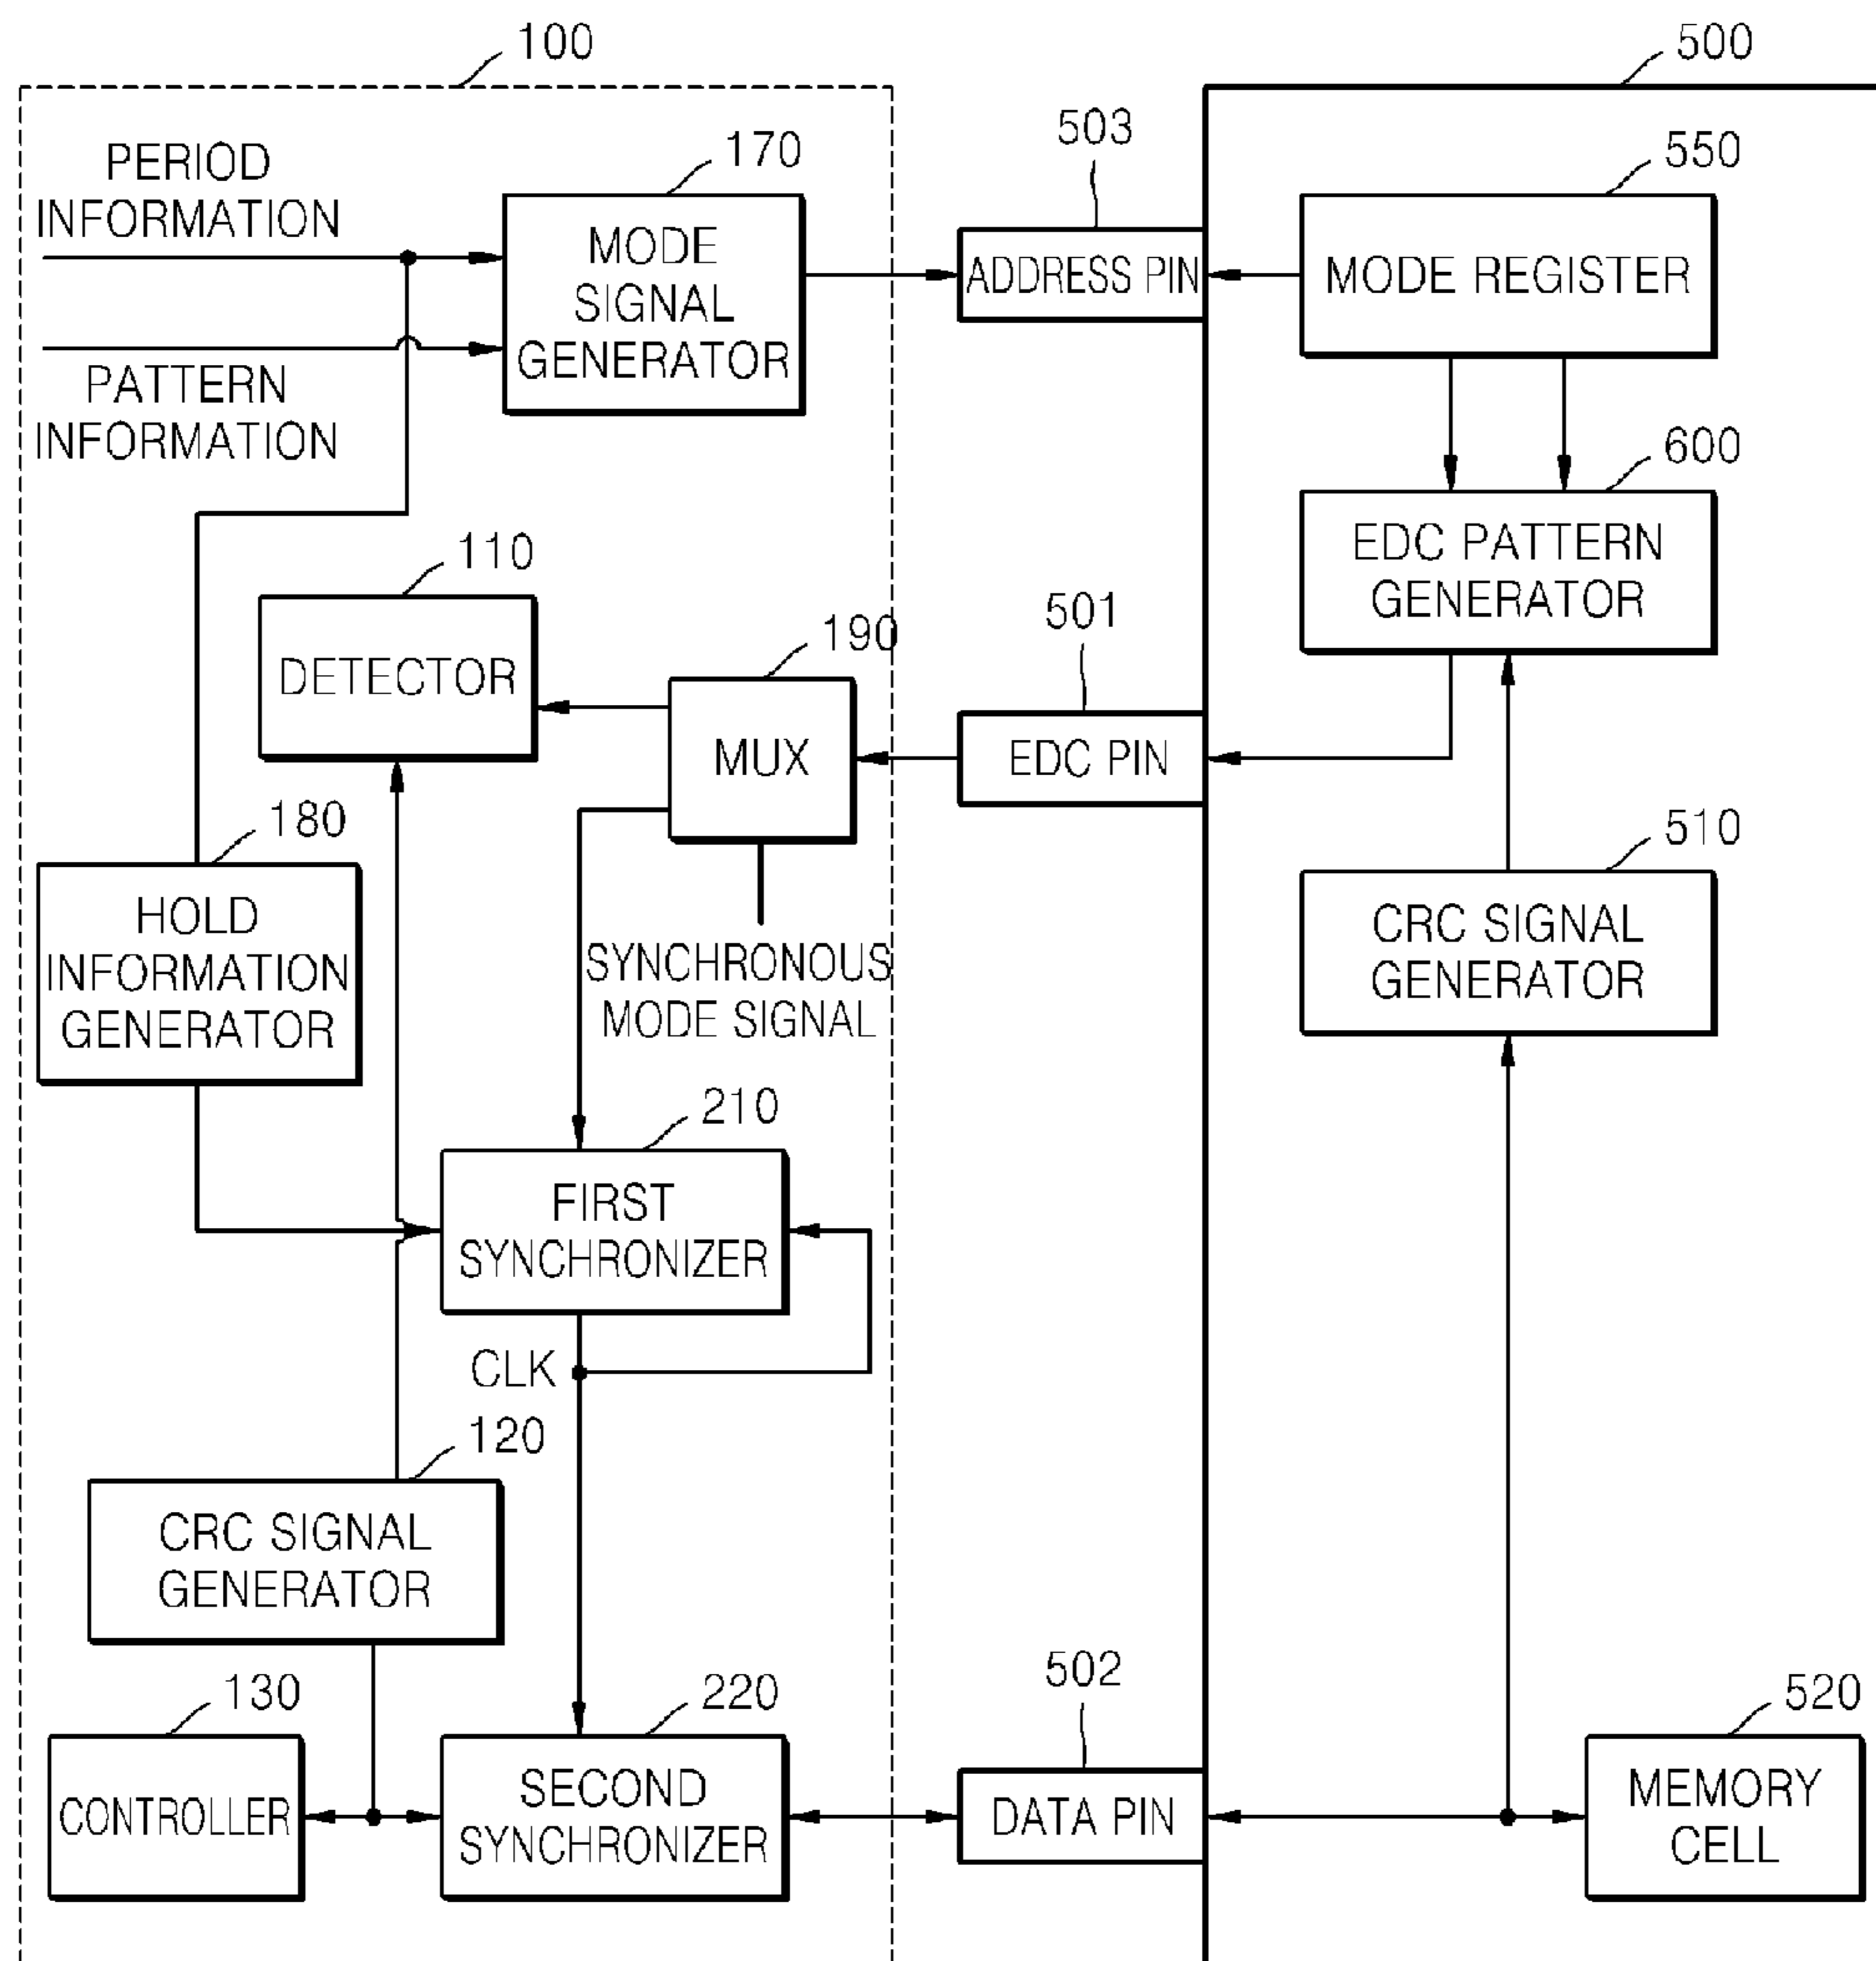 100
500
PERIOD
INFORMATION
170
503
550
MODE
SIGNAL
GENERATOR
ADDRESS PIN
MODE REGISTER
PATTERN
INFORMATION
600
EDC PATTERN
GENERATOR
110
190
501
DETECTOR
MUX
EDC PIN
180
510
HOLD
INFORMATION
GENERATOR
SYNCHRONOUS
MODE SIGNAL
CRC SIGNAL
GENERATOR
210
FIRST
SYNCHRONIZER
CLK
120
CRC SIGNAL
GENERATOR
130
220
502
520
CONTROLLER
SECOND
SYNCHRONIZER
DATA PIN
MEMORY
CELL